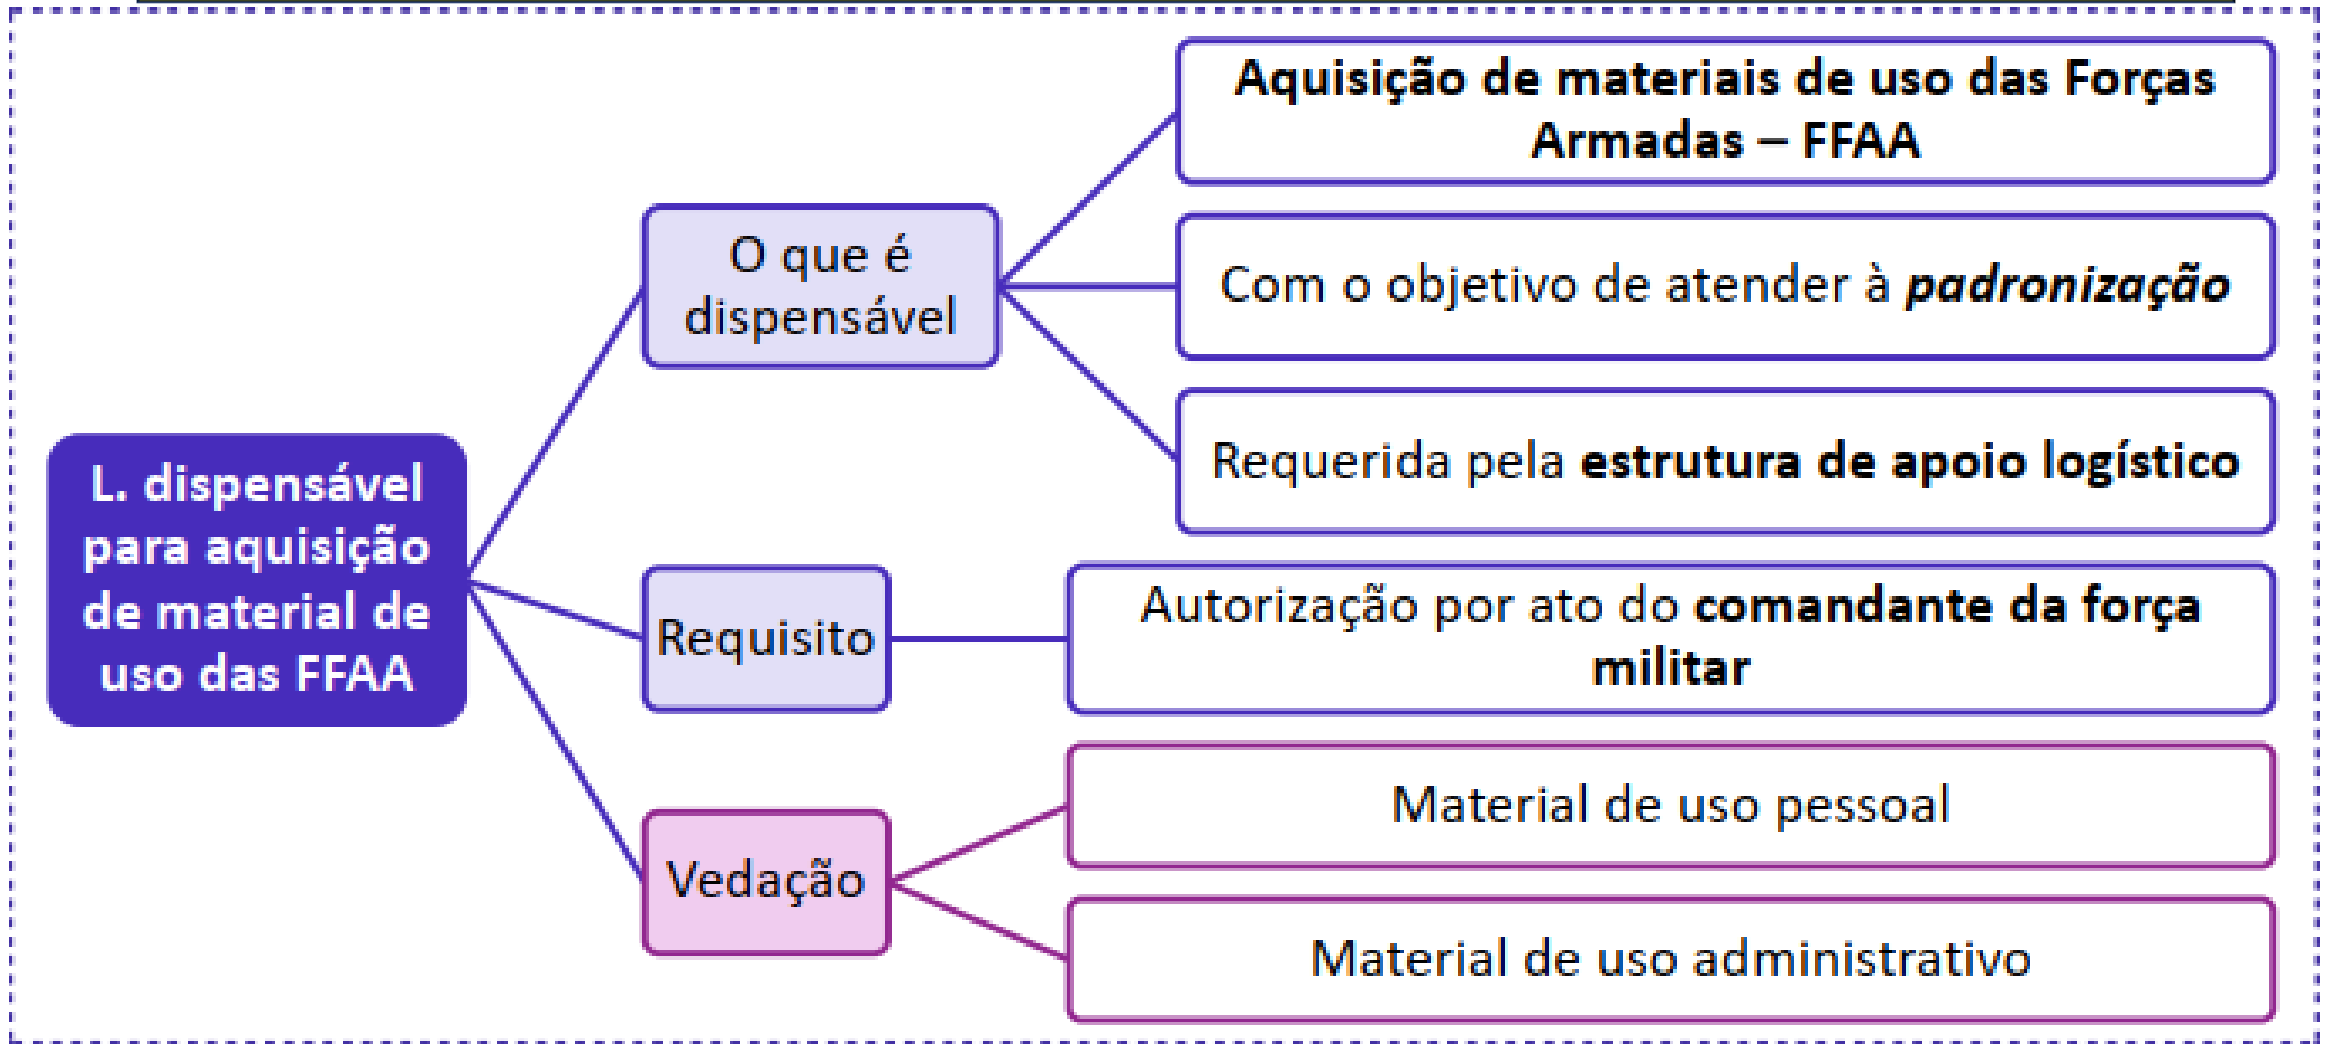 L. dispensável
para aquisição
de material de
uso das FFAA
O que é
dispensável
Aquisição de materiais de uso das Forças
Armadas – FFAA
Com o objetivo de atender à padronização
Requerida pela estrutura de apoio logístico
Requisito
Autorização por ato do comandante da força
militar
Vedação
Material de uso pessoal
Material de uso administrativo